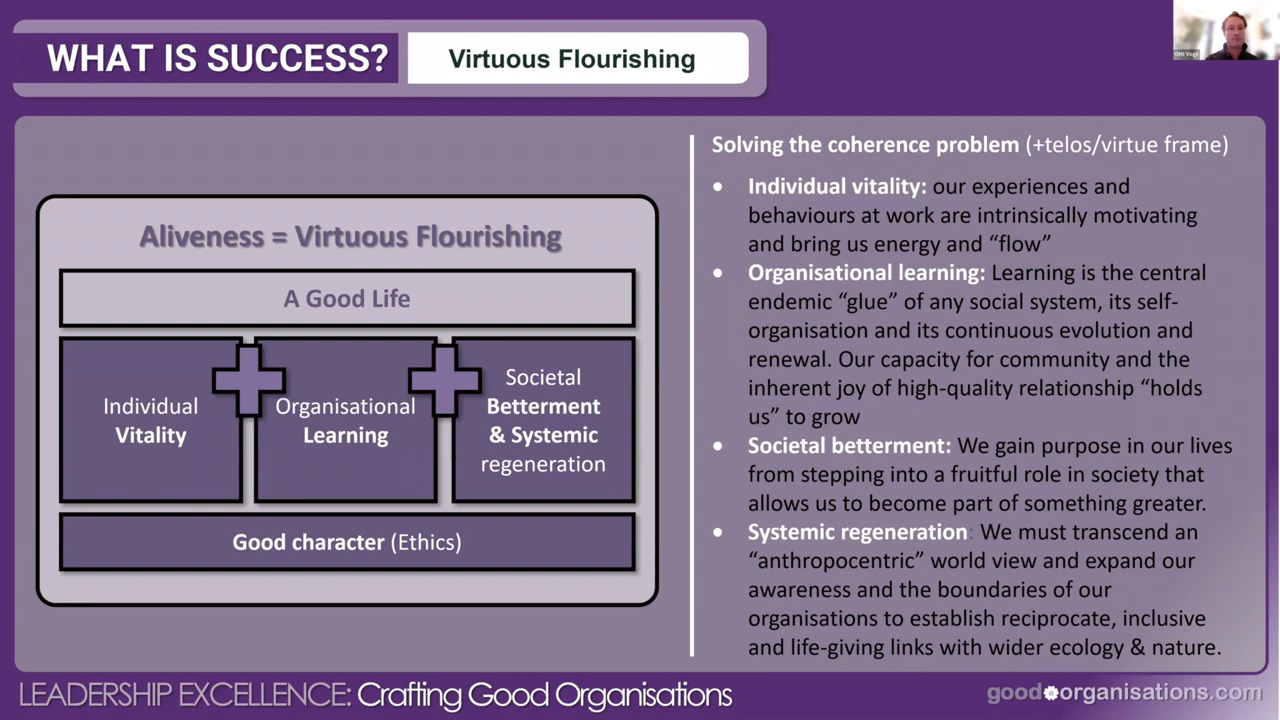 WHAT IS SUCCESS?
Virtuous Flourishing
Otti Vogt
Aliveness = Virtuous Flourishing
A Good Life
Individual
Vitality
Organisational
Learning
Societal
Betterment
& Systemic
regeneration
Good character (Ethics)
Solving the coherence problem (+telos/virtue frame)
• Individual vitality: our experiences and
behaviours at work are intrinsically motivating
and bring us energy and “flow”
• Organisational learning: Learning is the central
endemic “glue” of any social system, its self-
organisation and its continuous evolution and
renewal. Our capacity for community and the
inherent joy of high-quality relationship “holds
us” to grow
• Societal betterment: We gain purpose in our lives
from stepping into a fruitful role in society that
allows us to become part of something greater.
• Systemic regeneration: We must transcend an
“anthropocentric” world view and expand our
awareness and the boundaries of our
organisations to establish reciprocate, inclusive
and life-giving links with wider ecology & nature.
LEADERSHIP EXCELLENCE: Crafting Good Organisations
good organisations.com